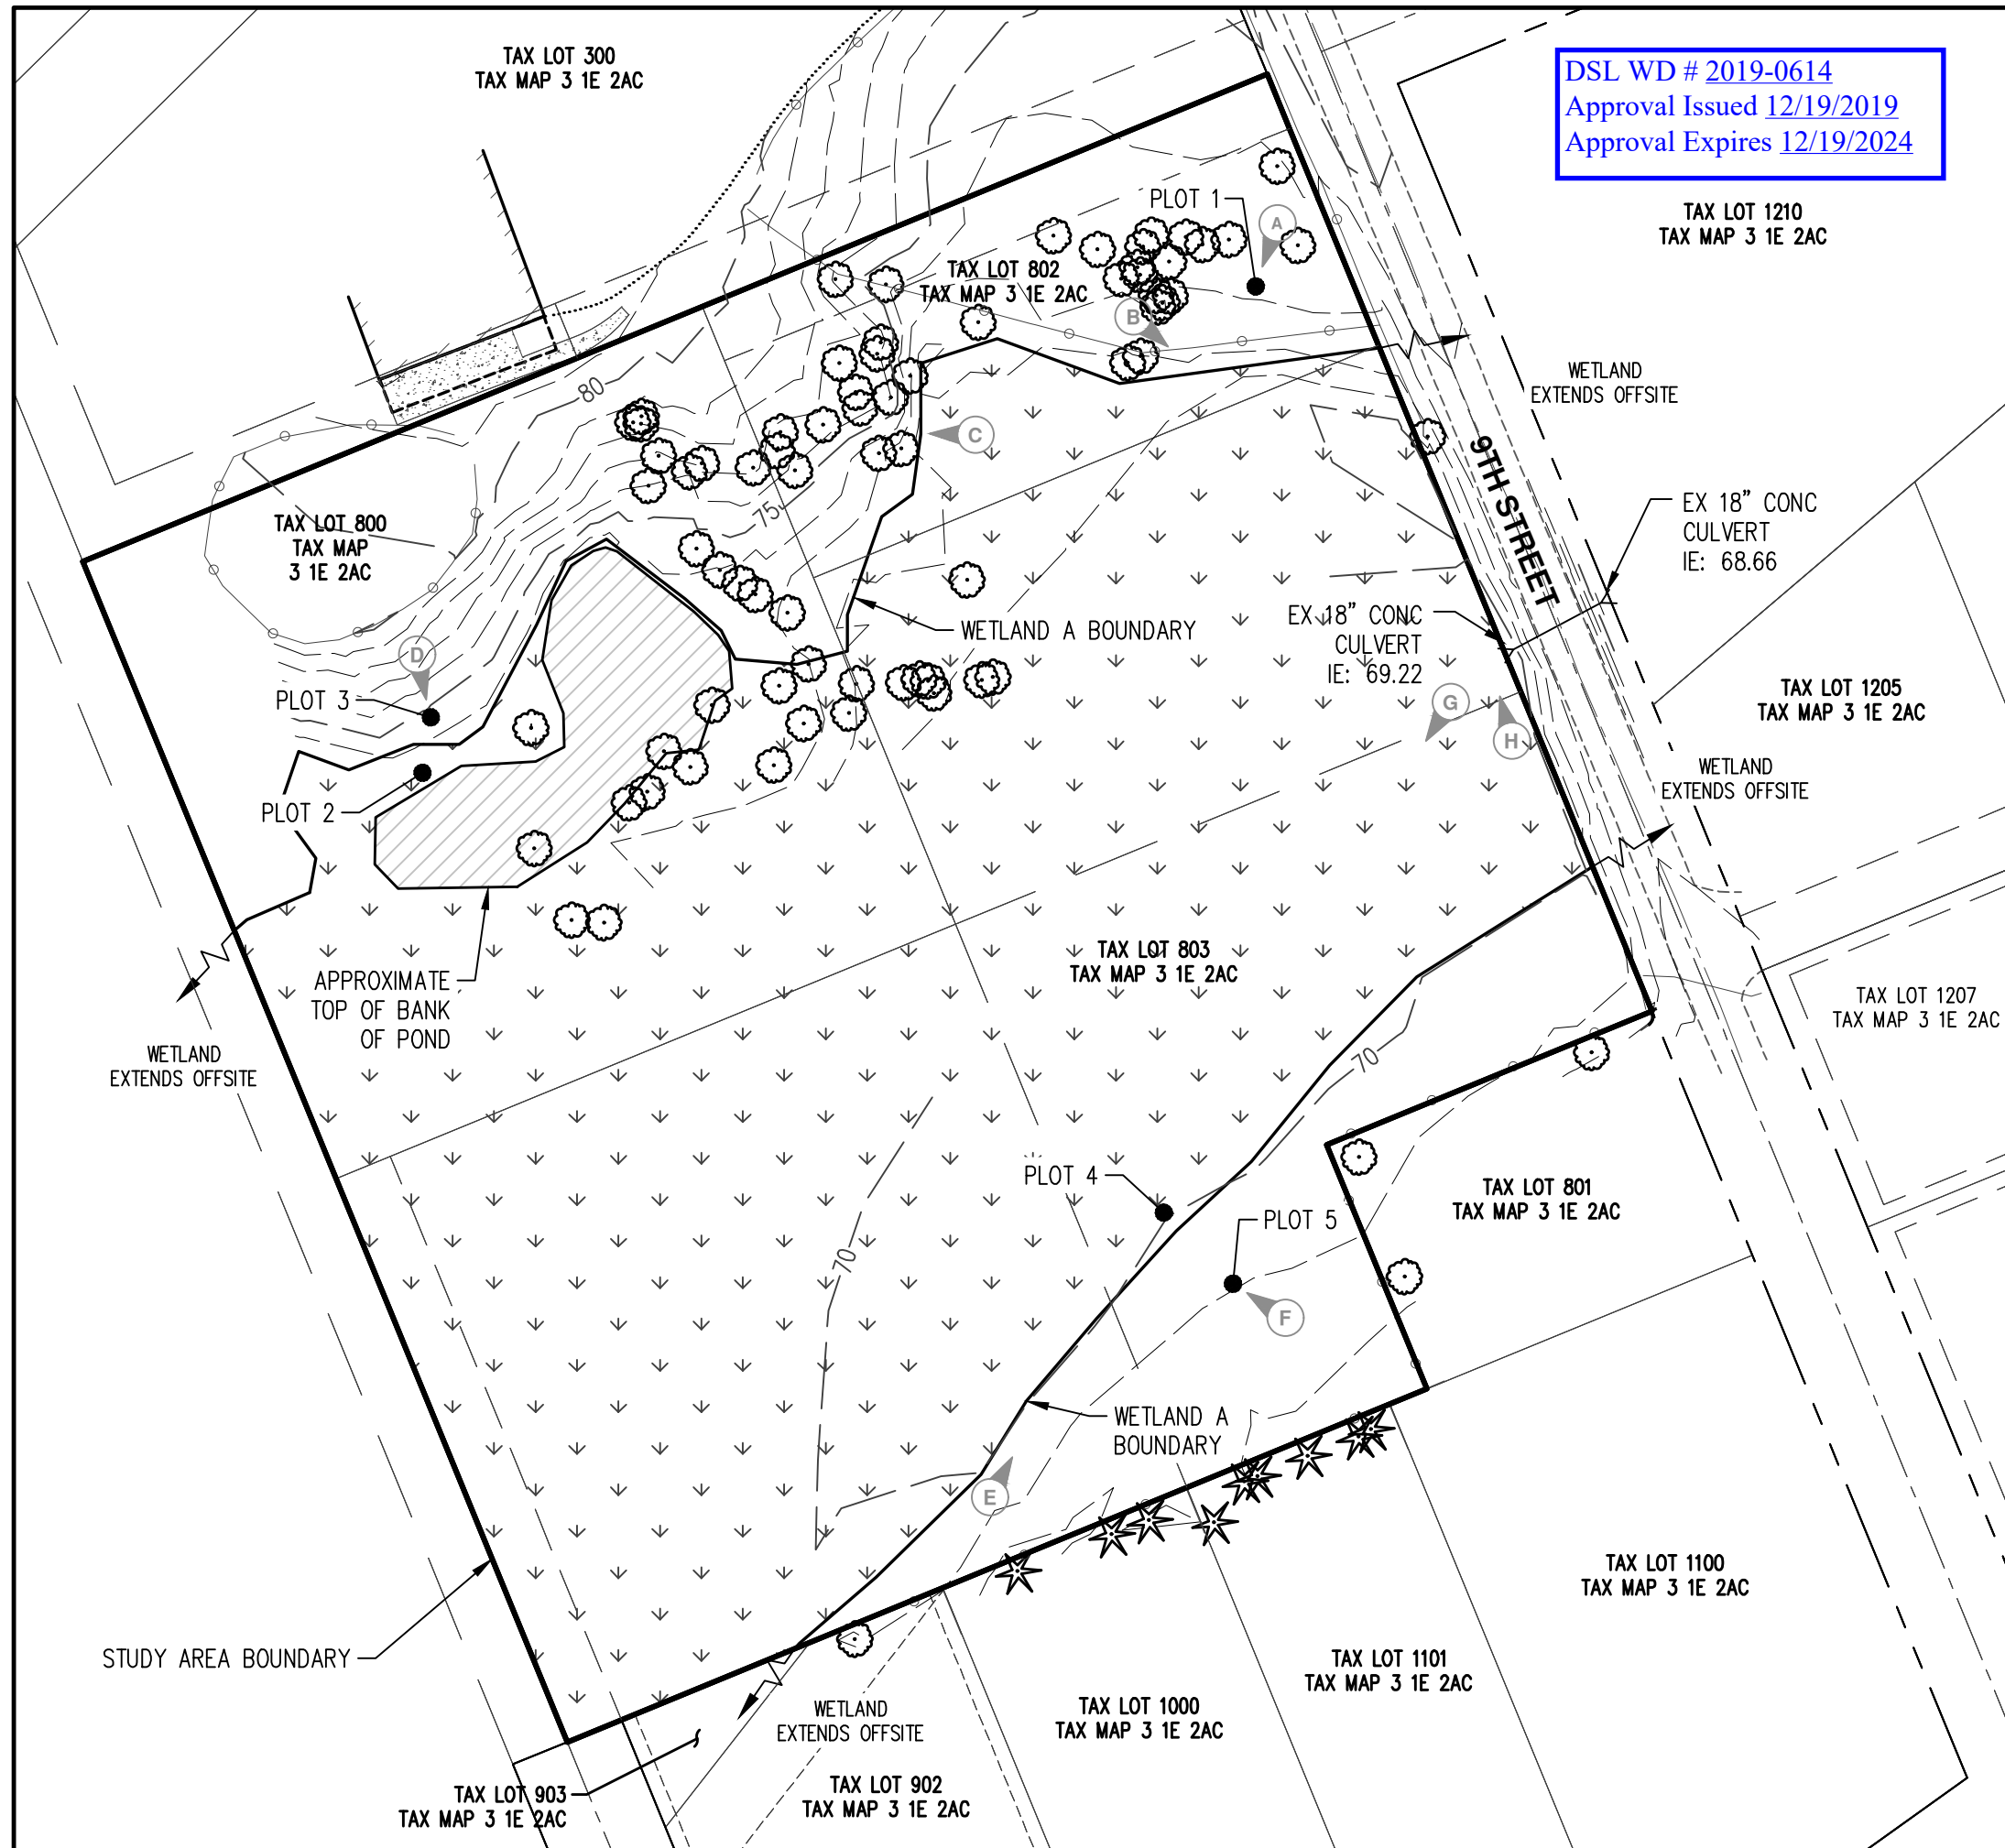 TAX LOT 300
TAX MAP 3 1E 2AC
DSL WD # 2019-0614
Approval Issued 12/19/2019
Approval Expires 12/19/2024
PLOT 1
A
TAX LOT 1210
TAX MAP 3 1E 2AC
TAX LOT 802
TAX MAP 3 1E 2AC
B
80
WETLAND
EXTENDS OFFSITE
C
9TH STREET
75
EX 18" CONC
CULVERT
IE: 68.66
TAX LOT 800
TAX MAP
3 1E 2AC
WETLAND A BOUNDARY
EX 18" CONC
CULVERT
IE: 69.22
D
PLOT 3
G
H
TAX LOT 1205
TAX MAP 3 1E 2AC
PLOT 2
WETLAND
EXTENDS OFFSITE
TAX LOT 803
TAX MAP 3 1E 2AC
APPROXIMATE
TOP OF BANK
OF POND
TAX LOT 1207
TAX MAP 3 1E 2AC
WETLAND
EXTENDS OFFSITE
70
PLOT 4
TAX LOT 801
TAX MAP 3 1E 2AC
PLOT 5
70
F
WETLAND A
BOUNDARY
E
TAX LOT 1100
TAX MAP 3 1E 2AC
STUDY AREA BOUNDARY
TAX LOT 1101
TAX MAP 3 1E 2AC
WETLAND
EXTENDS OFFSITE
TAX LOT 1000
TAX MAP 3 1E 2AC
TAX LOT 903
TAX MAP 3 1E 2AC
TAX LOT 902
TAX MAP 3 1E 2AC